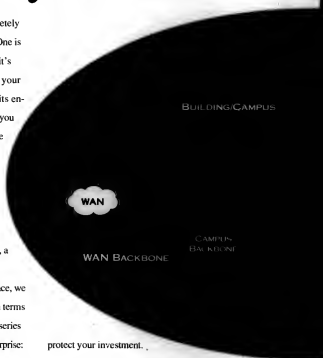 etely
One is
it's
your
its en-
you
e
, a
ce, we
terms
series
rprise:
BUILDING/CAMPUS
WAN
CAMPUS
BACKBONE
WAN BACKBONE
protect your investment.